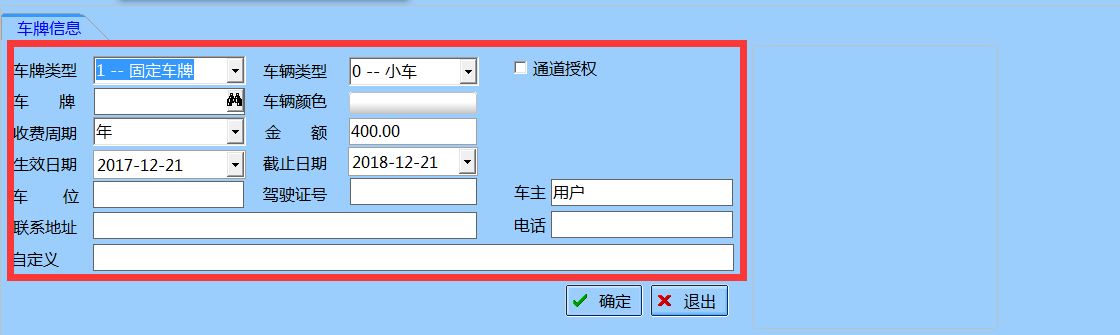 车牌信息
车牌类型 1 -- 固定车牌 车辆类型 0 -- 小车 通道授权
车 牌 车辆颜色
收费周期 年 金 额 400.00
生效日期 2017-12-21 截止日期 2018-12-21
车 位 驾驶证号 车主 用户
联系地址 电话
自定义
确定 退出